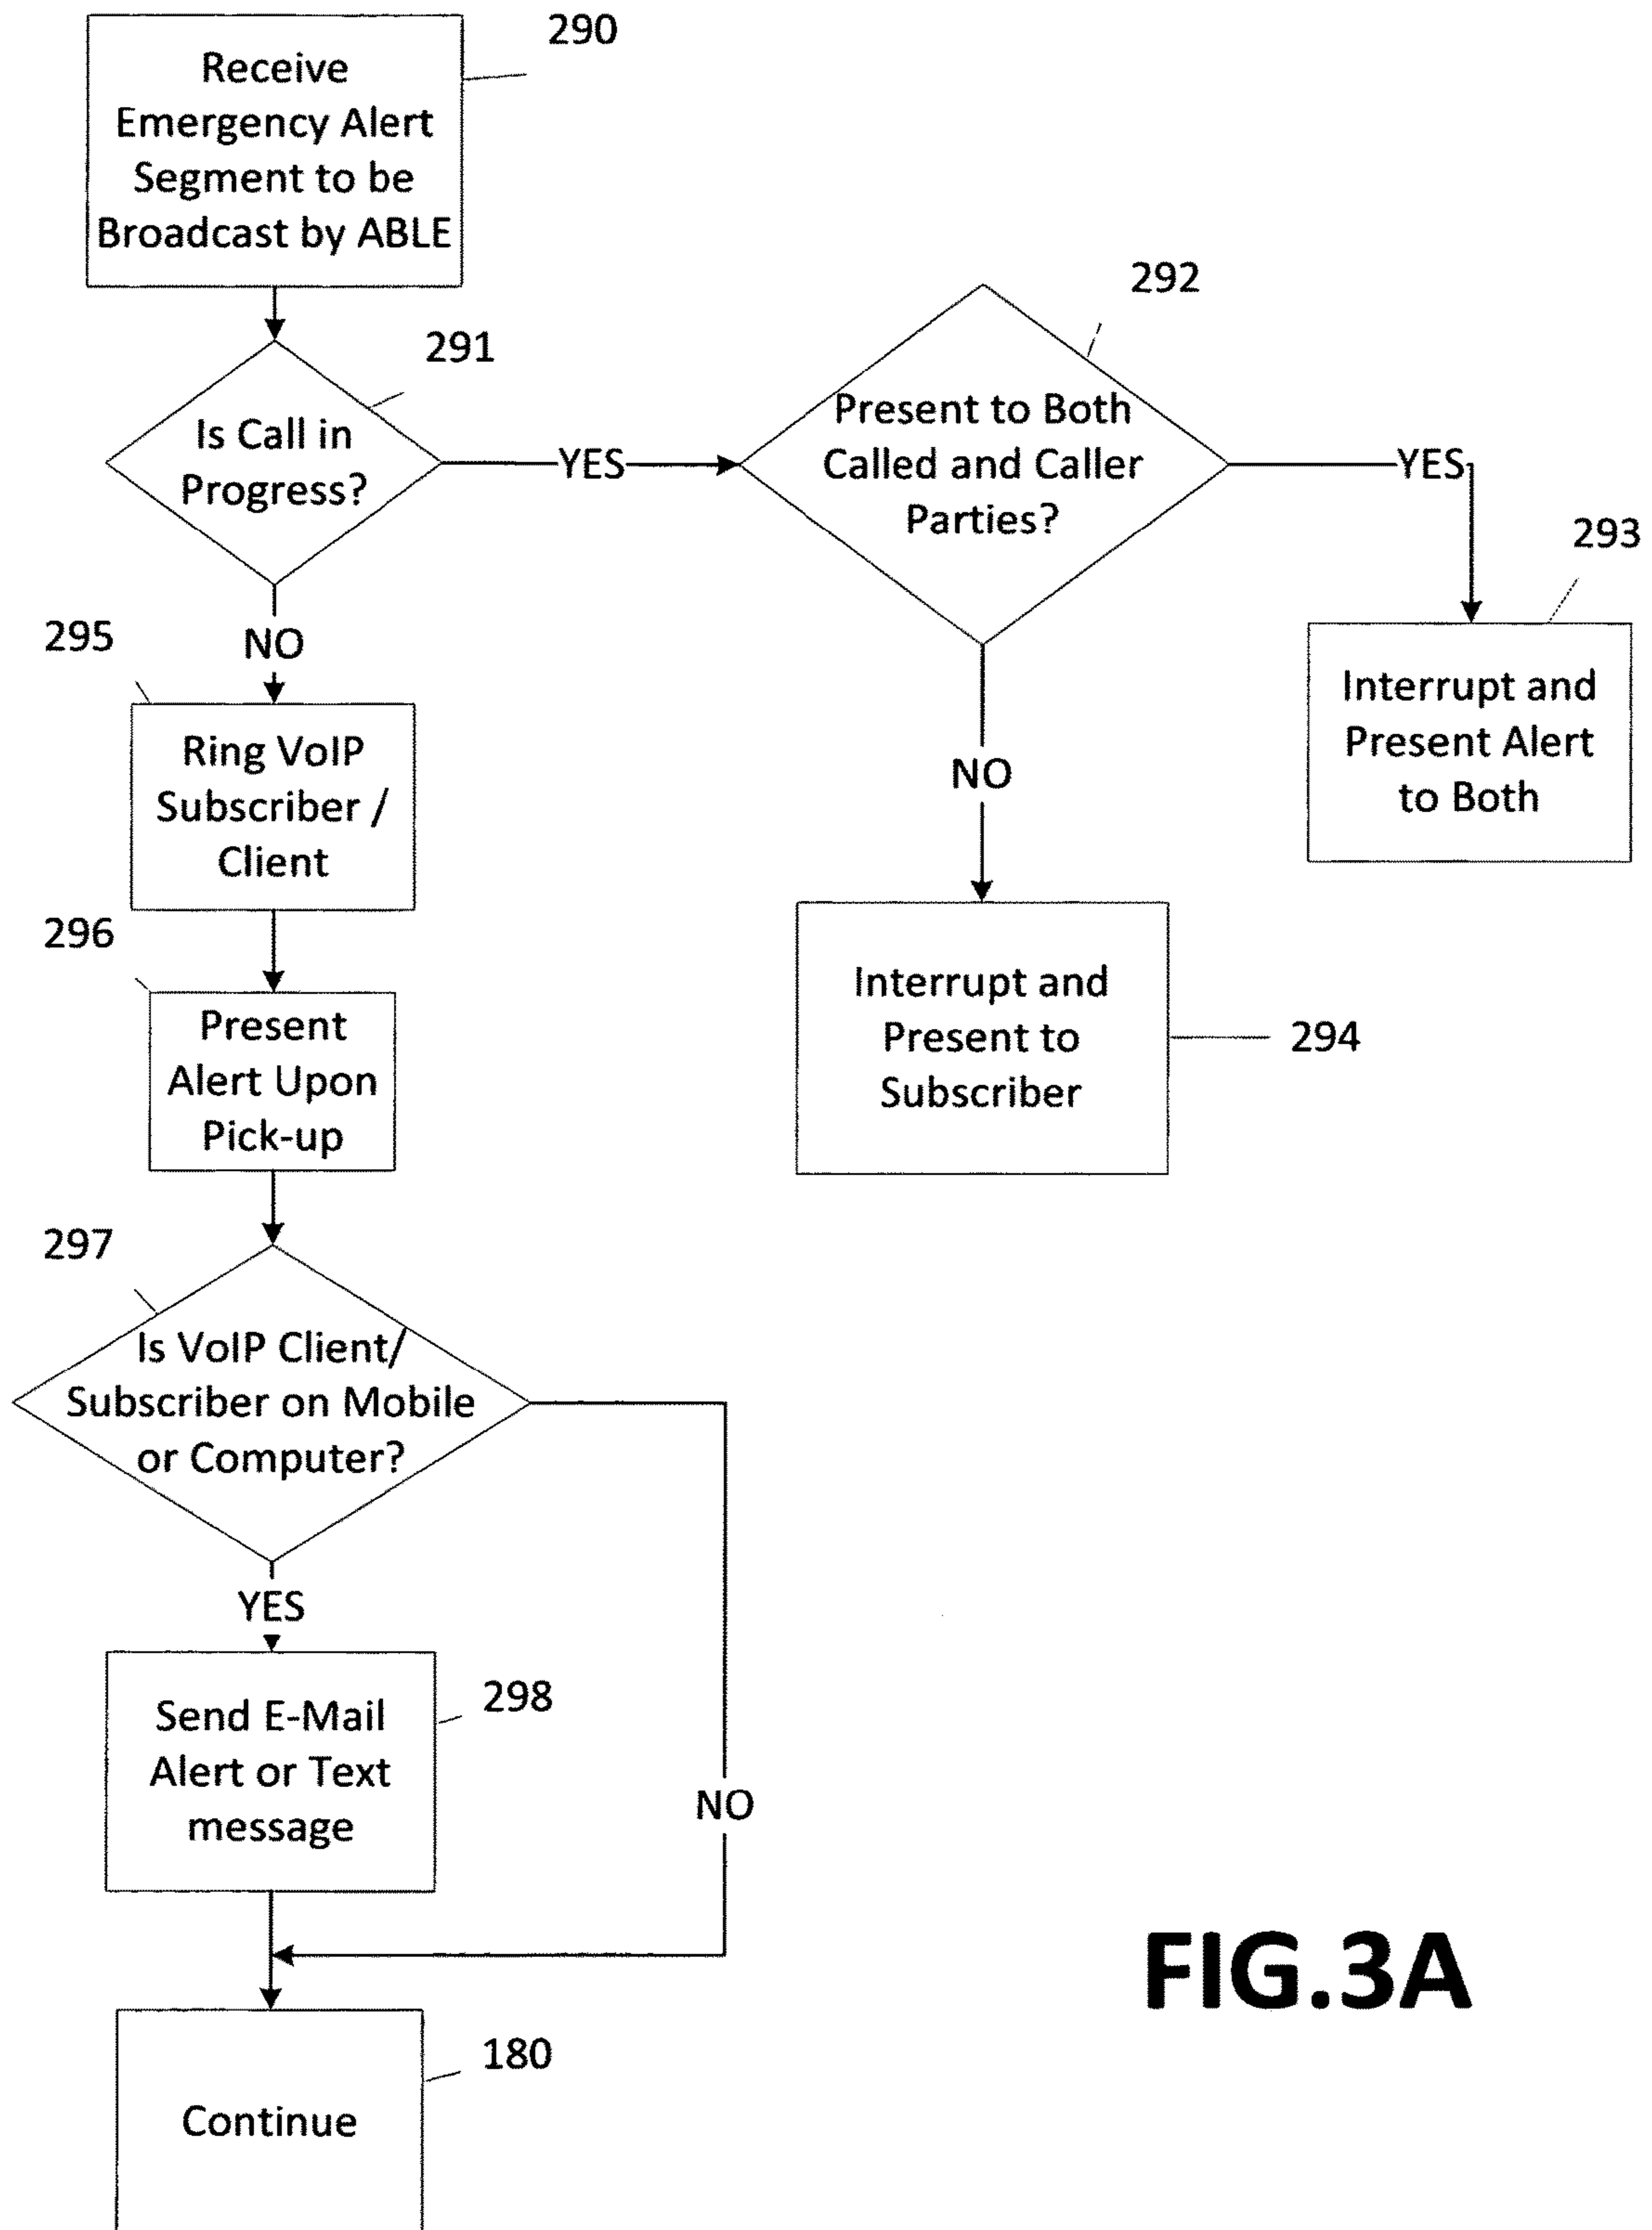 290
Receive
Emergency Alert
Segment to be
Broadcast by ABLE
291
Is Call in
Progress?
YES
292
Present to Both
Called and Caller
Parties?
YES
293
Interrupt and
Present Alert
to Both
NO
294
Interrupt and
Present to
Subscriber
NO
295
Ring VoIP
Subscriber /
Client
296
Present
Alert Upon
Pick-up
297
Is VoIP Client/
Subscriber on Mobile
or Computer?
YES
298
Send E-Mail
Alert or Text
message
NO
180
Continue
FIG.3A